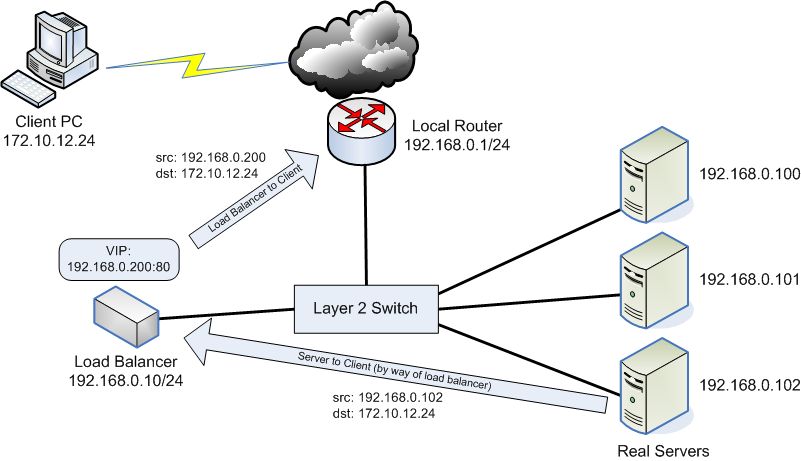 Client PC
172.10.12.24
Local Router
192.168.0.1/24
src: 192.168.0.200
dst: 172.10.12.24
Load Balancer to Client
192.168.0.100
VIP:
192.168.0.200:80
192.168.0.101
Layer 2 Switch
Load Balancer
192.168.0.10/24
Server to Client (by way of load balancer)
src: 192.168.0.102
dst: 172.10.12.24
192.168.0.102
Real Servers